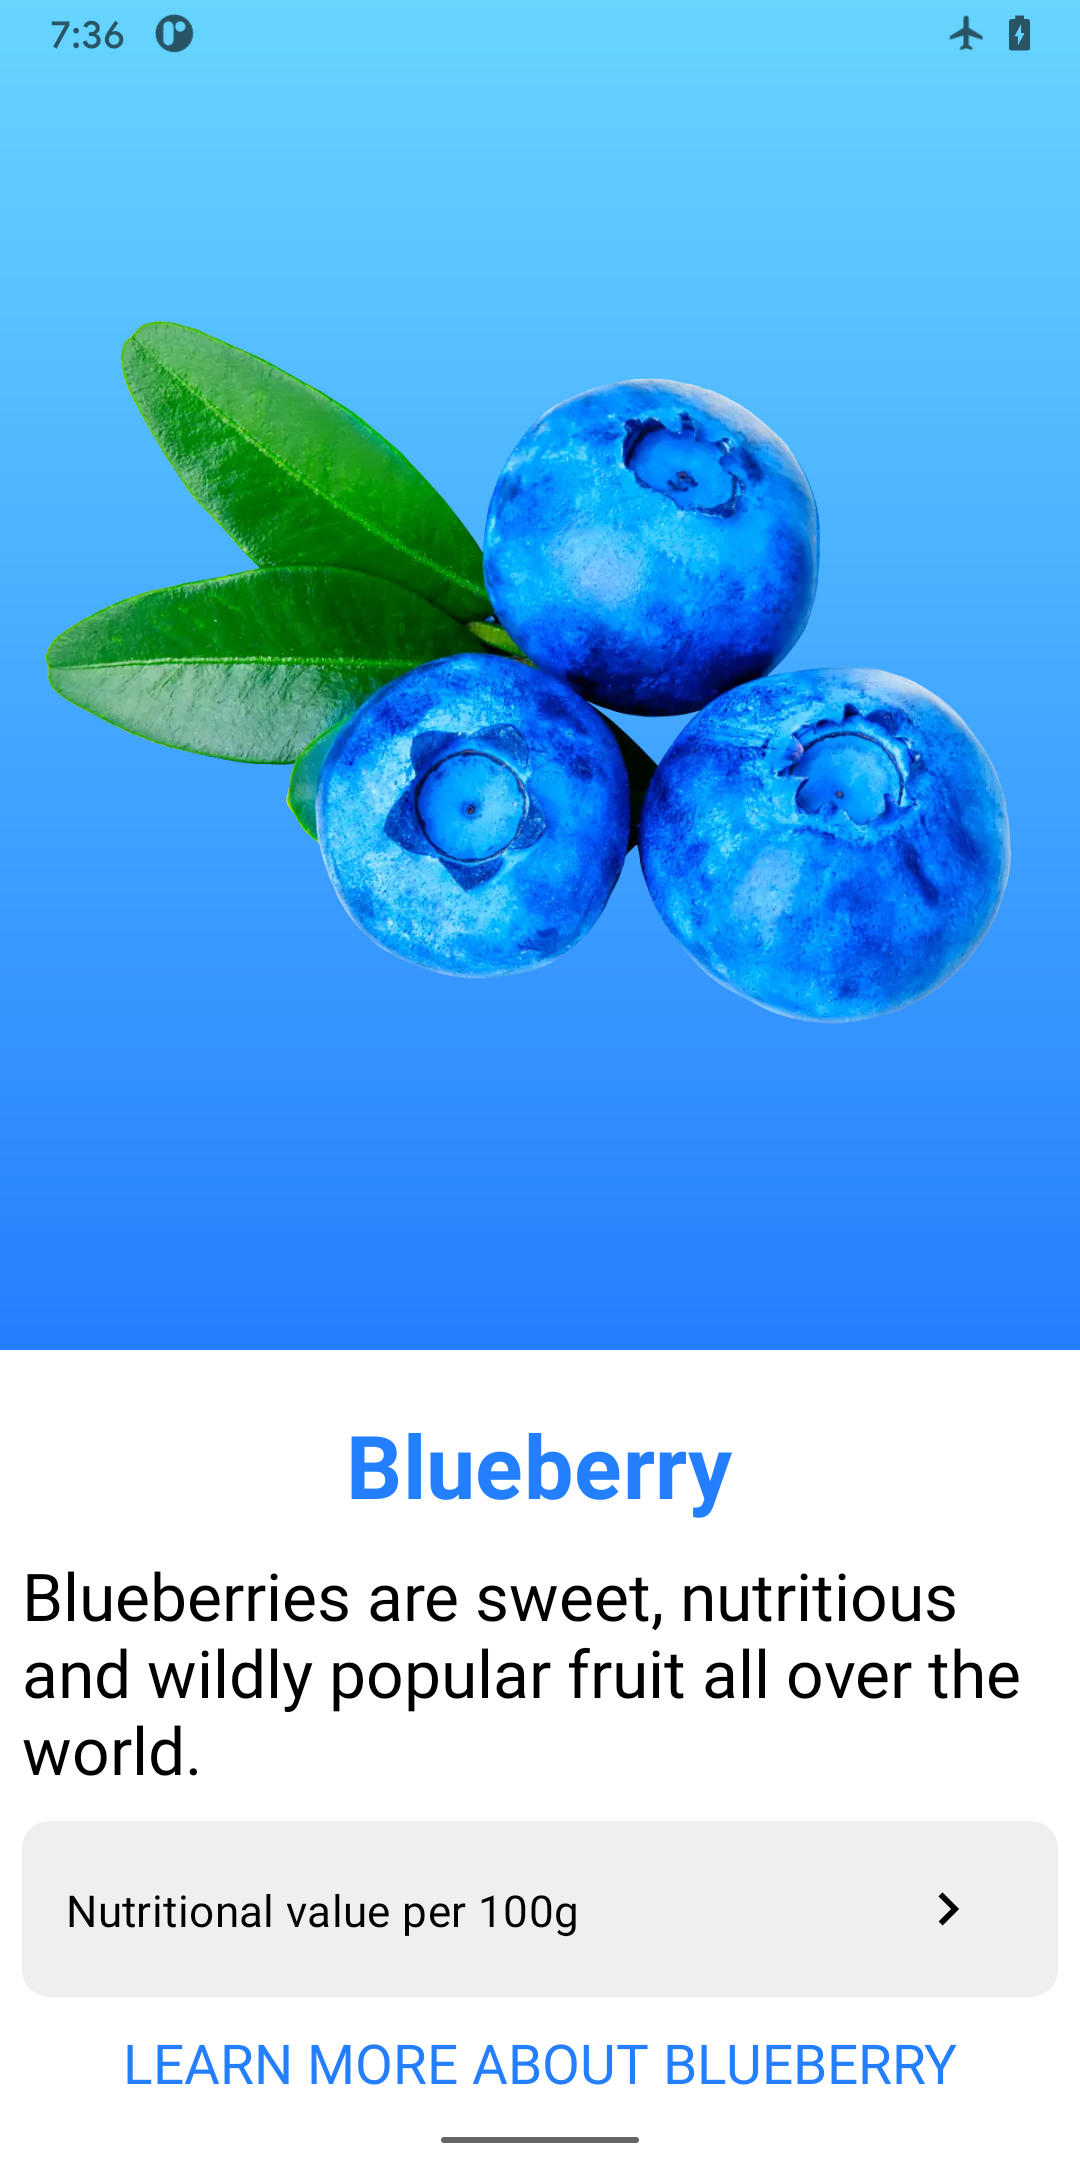 7:36
Blueberry
Blueberries are sweet, nutritious
and wildly popular fruit all over the
world.
Nutritional value per 100g
LEARN MORE ABOUT BLUEBERRY